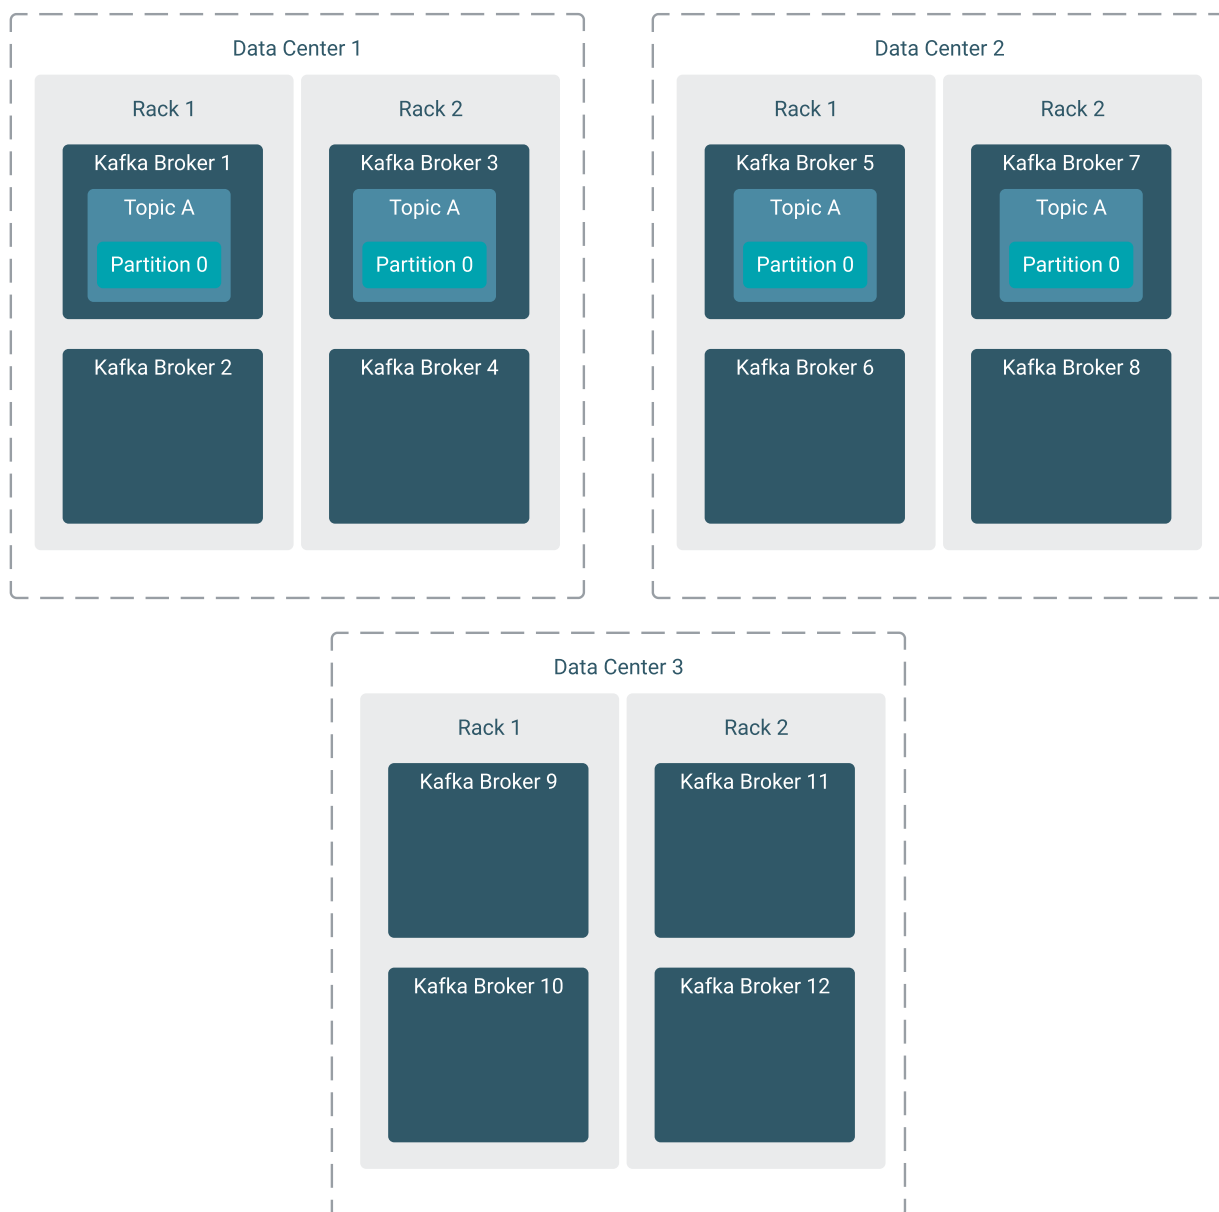 Data Center 1
Rack 1
Kafka Broker 1
Topic A
Partition 0
Kafka Broker 2
Rack 2
Kafka Broker 3
Topic A
Partition 0
Kafka Broker 4
Data Center 2
Rack 1
Kafka Broker 5
Topic A
Partition 0
Kafka Broker 6
Rack 2
Kafka Broker 7
Topic A
Partition 0
Kafka Broker 8
Data Center 3
Rack 1
Kafka Broker 9
Kafka Broker 10
Rack 2
Kafka Broker 11
Kafka Broker 12